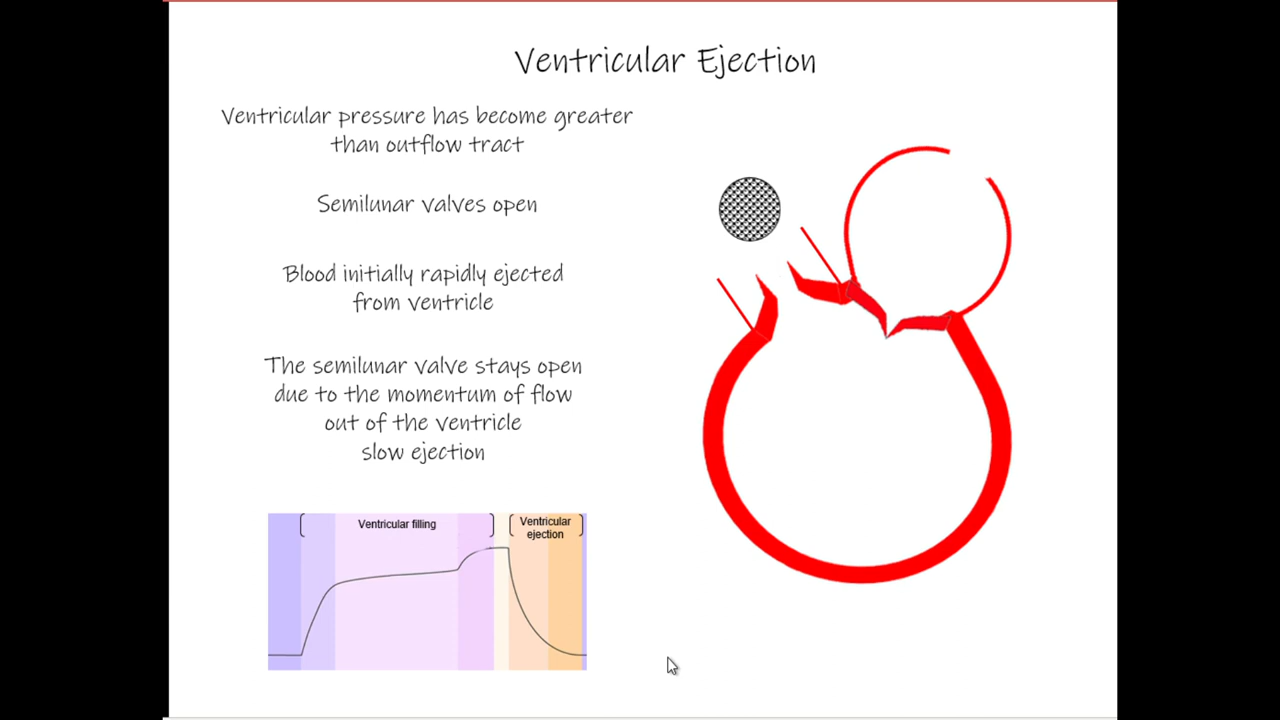 Ventricular Ejection
Ventricular pressure has become greater
than outflow tract
Semilunar valves open
Blood initially rapidly ejected
from ventricle
The semilunar valve stays open
due to the momentum of flow
out of the ventricle
slow ejection
Ventricular filling
Ventricular
ejection